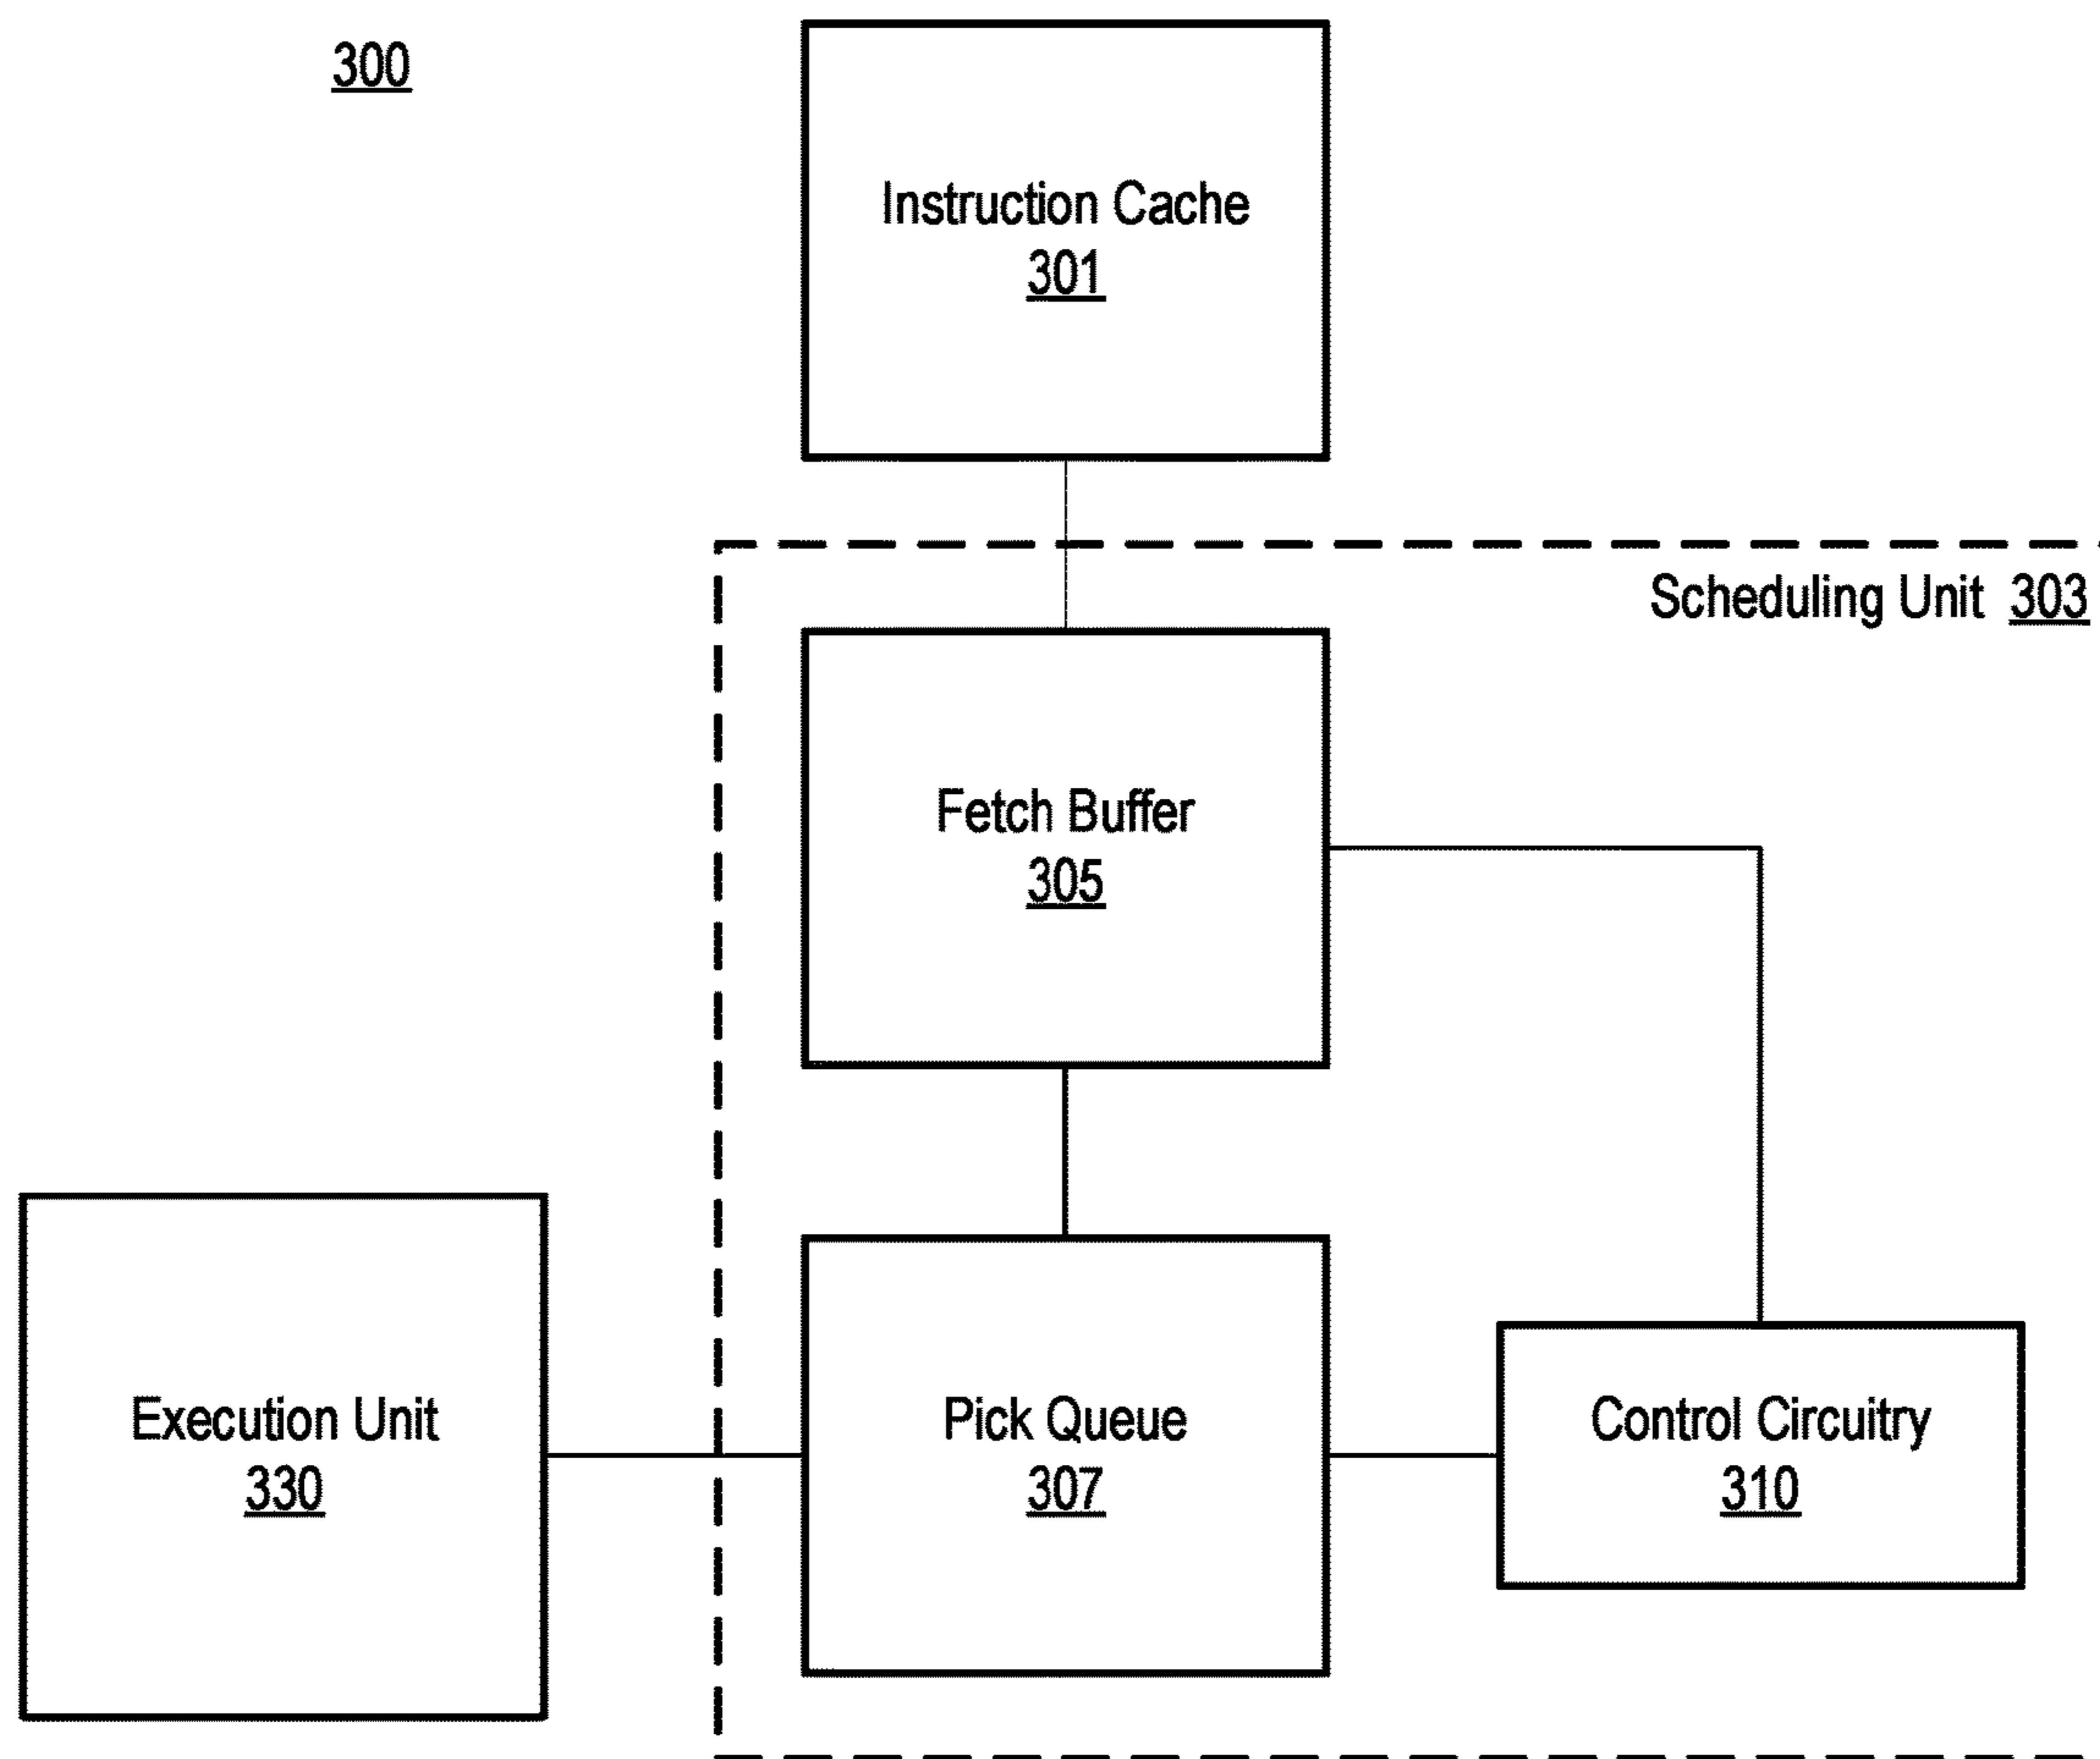 300
Instruction Cache
301
Scheduling Unit 303
Fetch Buffer
305
Execution Unit
330
Pick Queue
307
Control Circuitry
310